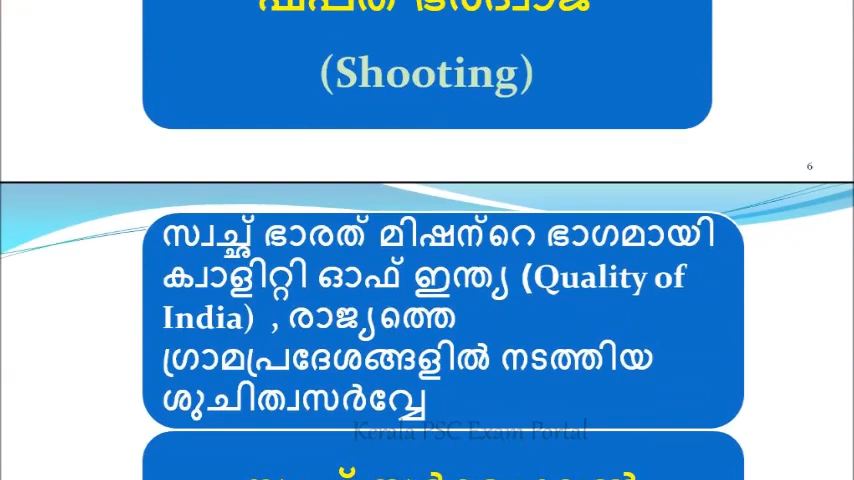 (Shooting)
6
സ്വച്ഛ് ഭാരത് മിഷന്റെ ഭാഗമായി
ക്വാളിറ്റി ഓഫ് ഇന്ത്യ (Quality of
India) , രാജ്യത്തെ
ഗ്രാമപ്രദേശങ്ങളിൽ നടത്തിയ
ശുചിത്വസർവ്വേ
Kerala PSC Exam Portal